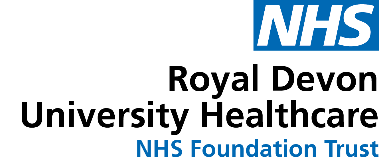 NHS
Royal Devon
University Healthcare
NHS Foundation Trust